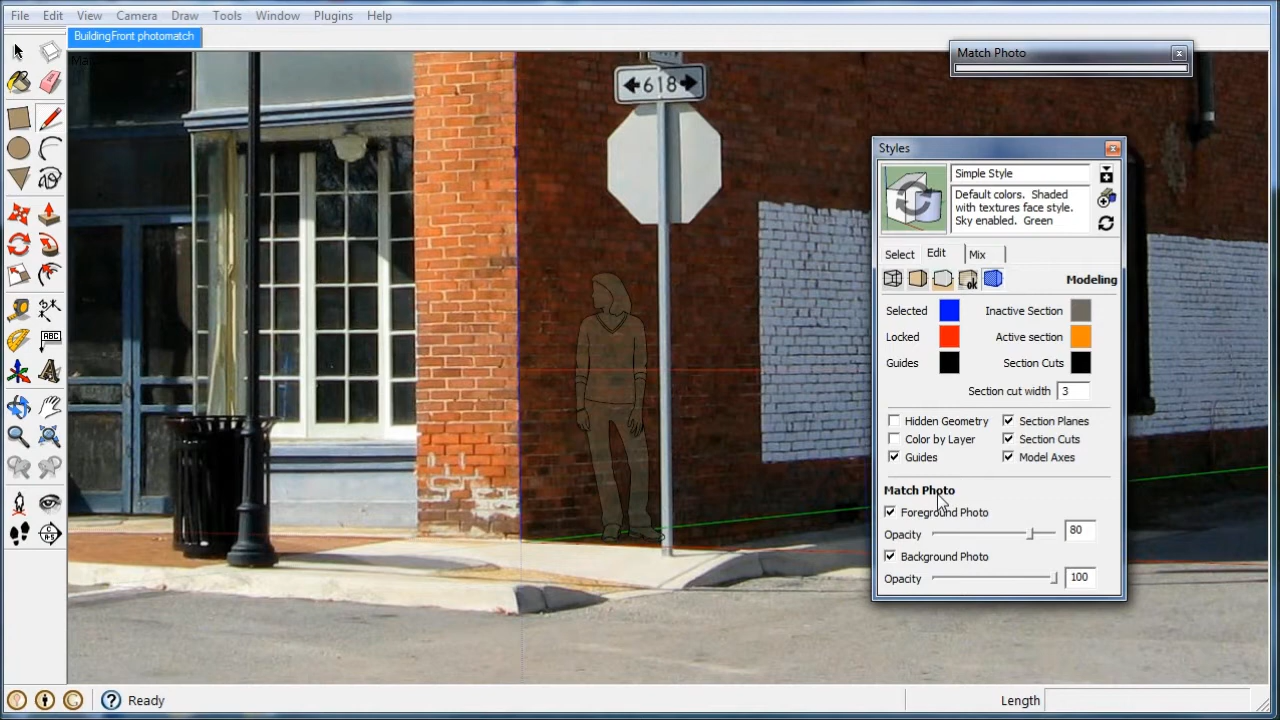 File Edit View Camera Draw Tools Window Plugins Help
BuildingFront photomatch
Match Photo
618
Styles
Simple Style
Default colors. Shaded
with textures face style.
Sky enabled. Green
Select Edit Mix
Modeling
Selected Inactive Section
Locked Active section
Guides Section Cuts
Section cut width 3
Hidden Geometry Section Planes
Color by Layer Section Cuts
Guides Model Axes
Match Photo
Foreground Photo
Opacity 80
Background Photo
Opacity 100
ABC
Ready
Length